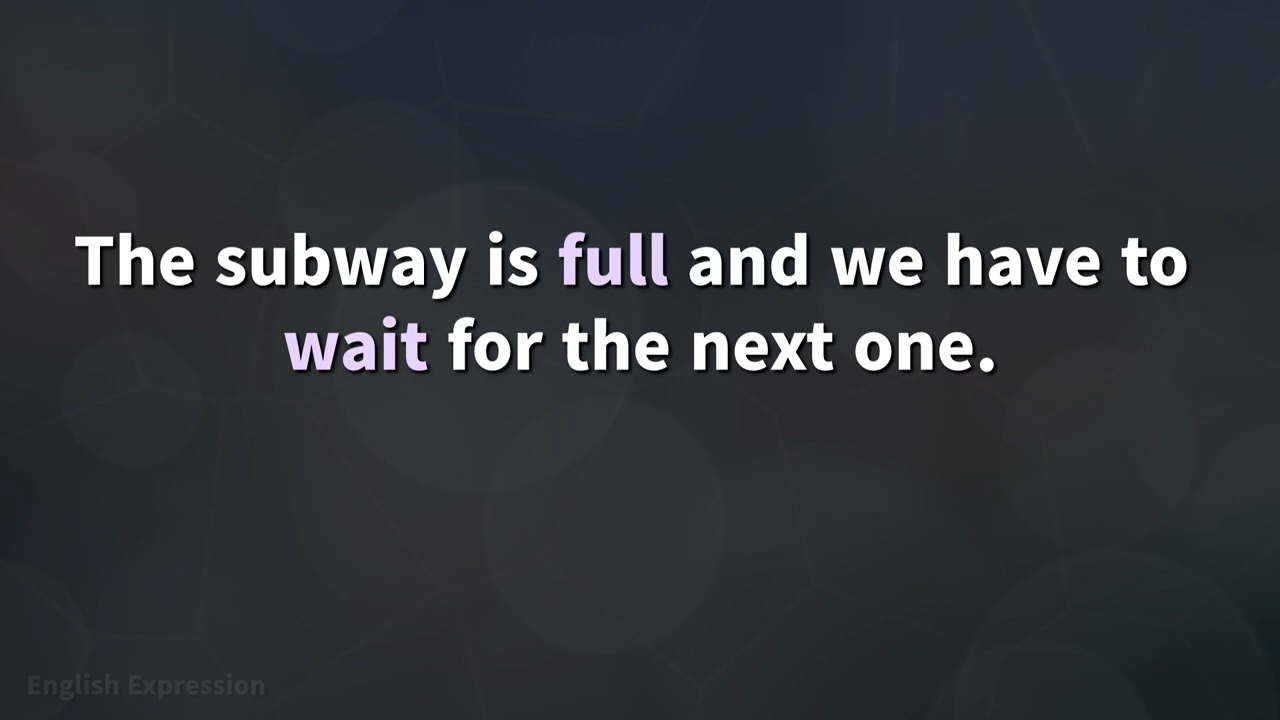 The subway is full and we have to
wait for the next one.
English Expression